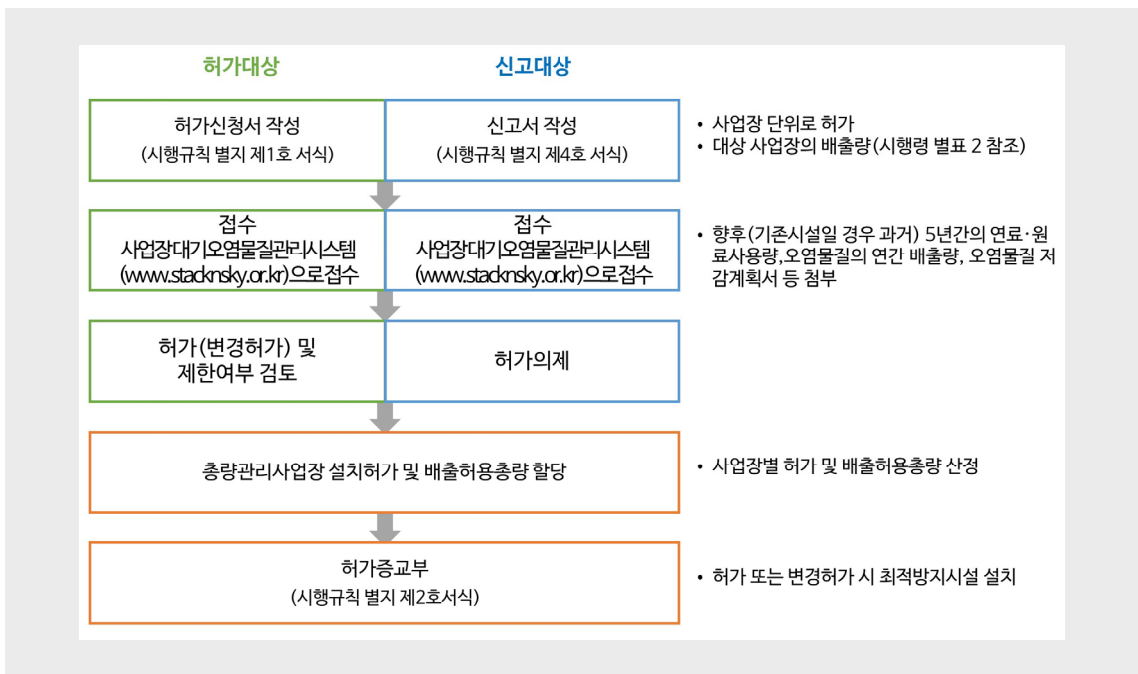 허가대상
신고대상
허가신청서 작성
(시행규칙 별지 제1호 서식)
신고서 작성
(시행규칙 별지 제4호 서식)
• 사업장 단위로 허가
• 대상 사업장의 배출량(시행령 별표 2 참조)
접수
사업장대기오염물질관리시스템
(www.stacknsky.or.kr)으로접수
접수
사업장대기오염물질관리시스템
(www.stacknsky.or.kr)으로접수
• 향후(기존시설일 경우 과거) 5년간의 연료·원
료사용량,오염물질의 연간 배출량, 오염물질 저
감계획서 등 첨부
허가(변경허가) 및
제한여부 검토
허가의제
총량관리사업장 설치허가 및 배출허용총량 할당
• 사업장별 허가 및 배출허용총량 산정
허가증교부
(시행규칙 별지 제2호서식)
• 허가 또는 변경허가 시 최적방지시설 설치